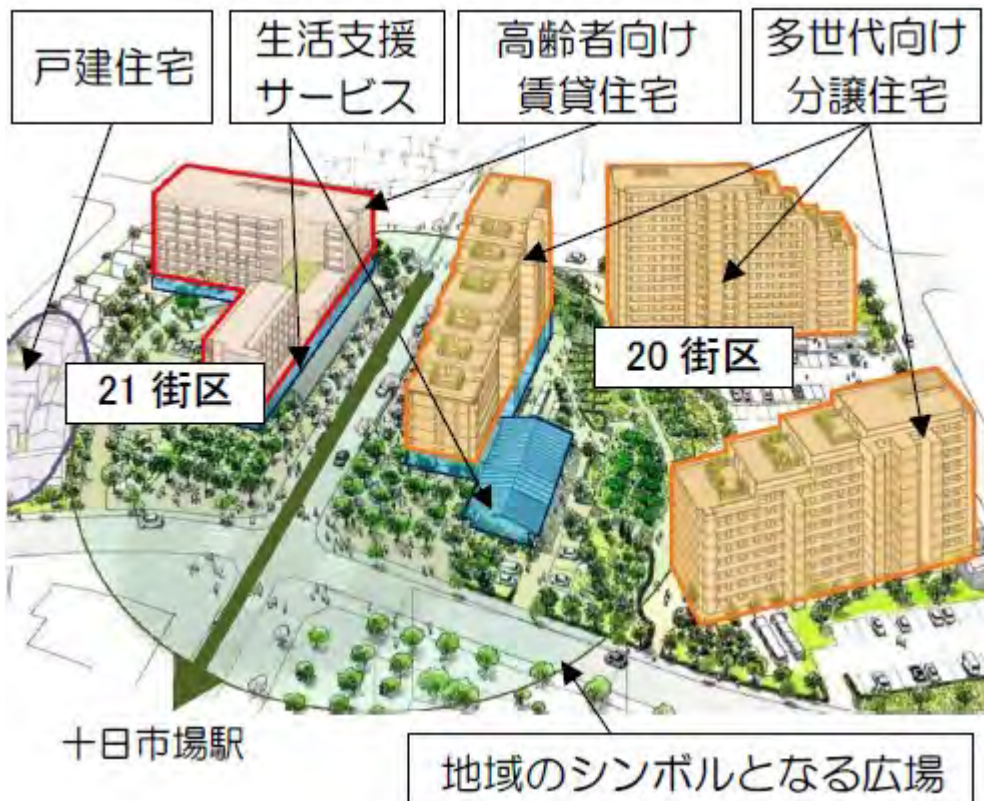 戸建住宅
生活支援
サービス
高齢者向け
賃貸住宅
多世代向け
分譲住宅
21 街区
20 街区
十日市場駅
地域のシンボルとなる広場